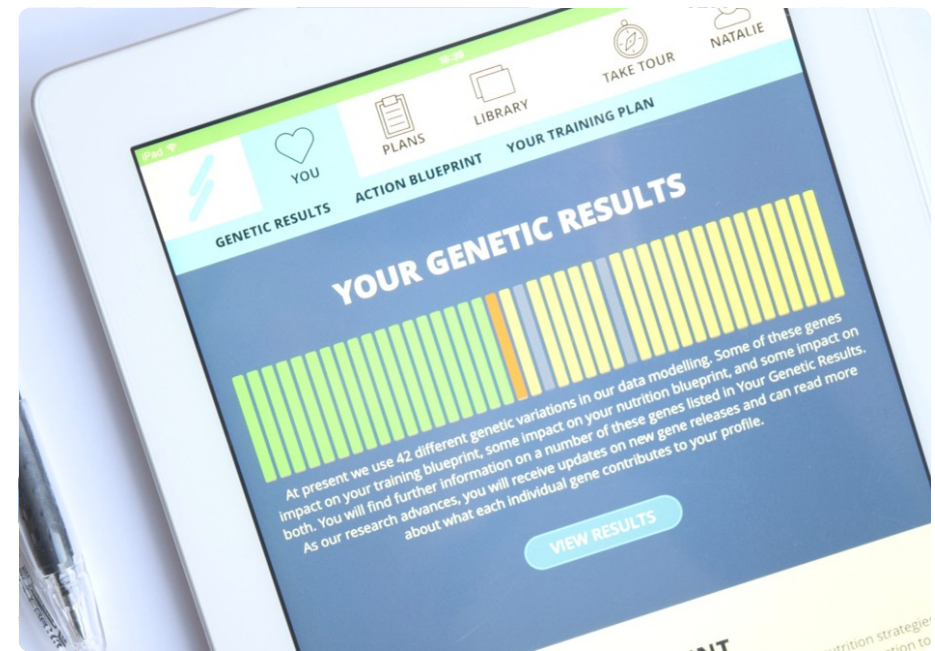 iPad
18:30
YOU
PLANS
LIBRARY
TAKE TOUR
NATALIE
GENETIC RESULTS
ACTION BLUEPRINT
YOUR TRAINING PLAN
YOUR GENETIC RESULTS
At present we use 42 different genetic variations in our data modelling. Some of these genes
impact on your training blueprint, some impact on your nutrition blueprint, and some impact on
both. You will find further information on a number of these genes listed in Your Genetic Results.
As our research advances, you will receive updates on new gene releases and can read more
about what each individual gene contributes to your profile.
VIEW RESULTS
nutrition strategies